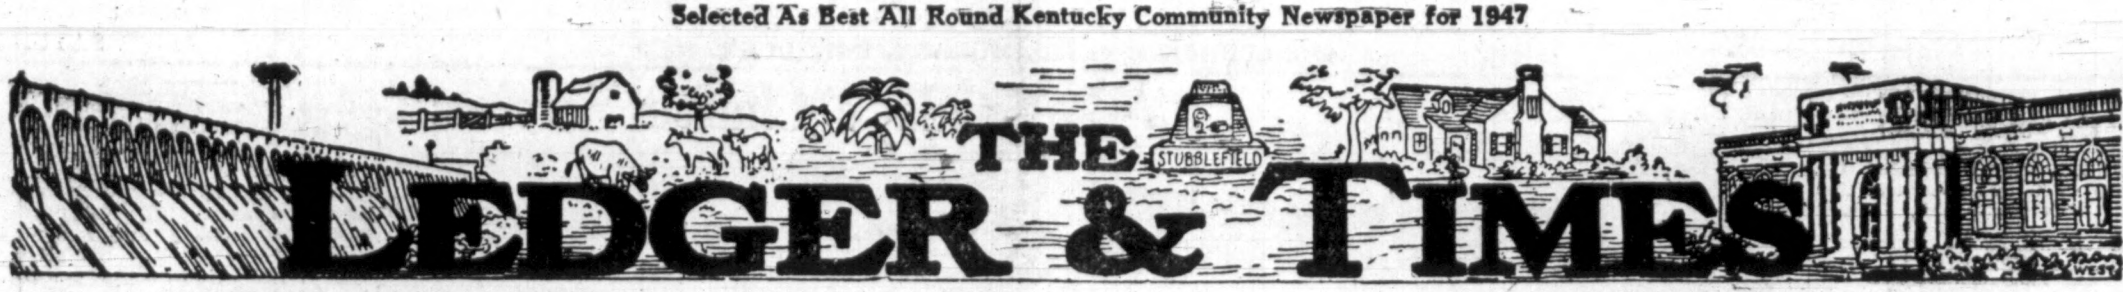 Selected As Best All Round Kentucky Community Newspaper for 1947
THE
STUBBLEFIELD
LEDGER & TIMES
WEST